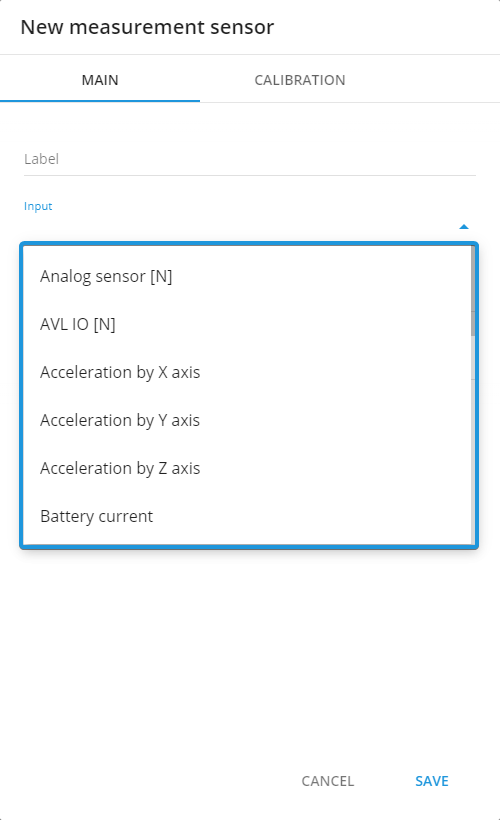 New measurement sensor
MAIN CALIBRATION
Label
Input
Analog sensor [N]
AVL IO [N]
Acceleration by X axis
Acceleration by Y axis
Acceleration by Z axis
Battery current
CANCEL SAVE